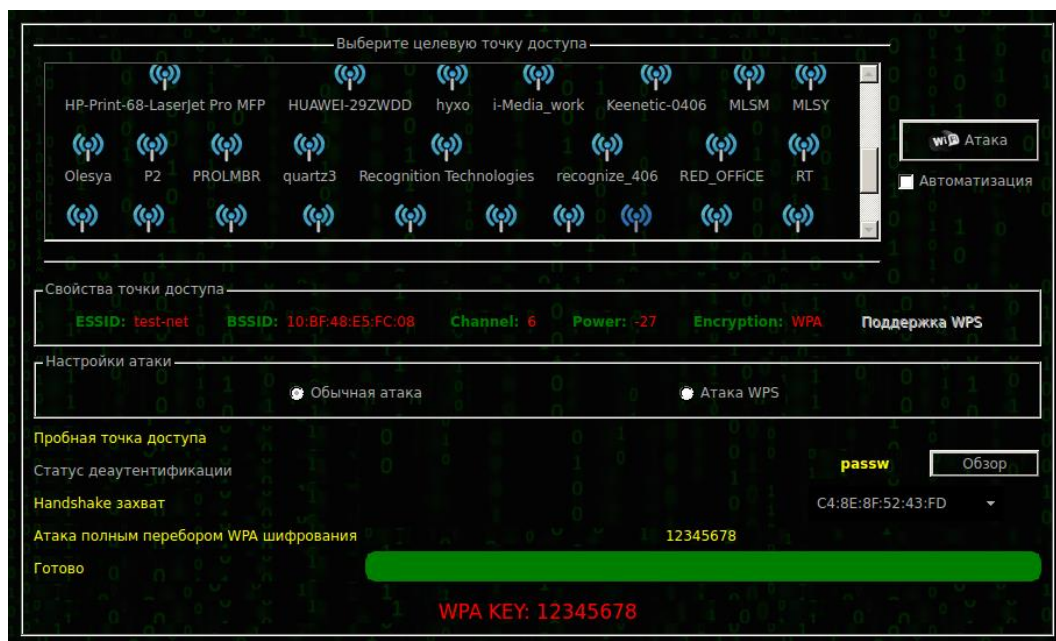 Выберите целевую точку доступа
HP-Print-68-LaserJet Pro MFP HUAWEI-29ZWDD hyxo i-Media_work Keenetic-0406 MLSM MLSY
WiFi Атака
Olesya P2 PROLMBR quartz3 Recognition Technologies recognize_406 RED_OFFiCE RT
Автоматизация
Свойства точки доступа
ESSID: test-net BSSID: 10:BF:48:E5:FC:08 Channel: 6 Power: -27 Encryption: WPA Поддержка WPS
Настройки атаки
Обычная атака Атака WPS
Пробная точка доступа
Статус деаутентификации passw Обзор
Handshake захват C4:8E:8F:52:43:FD
Атака полным перебором WPA шифрования 12345678
Готово
WPA KEY: 12345678